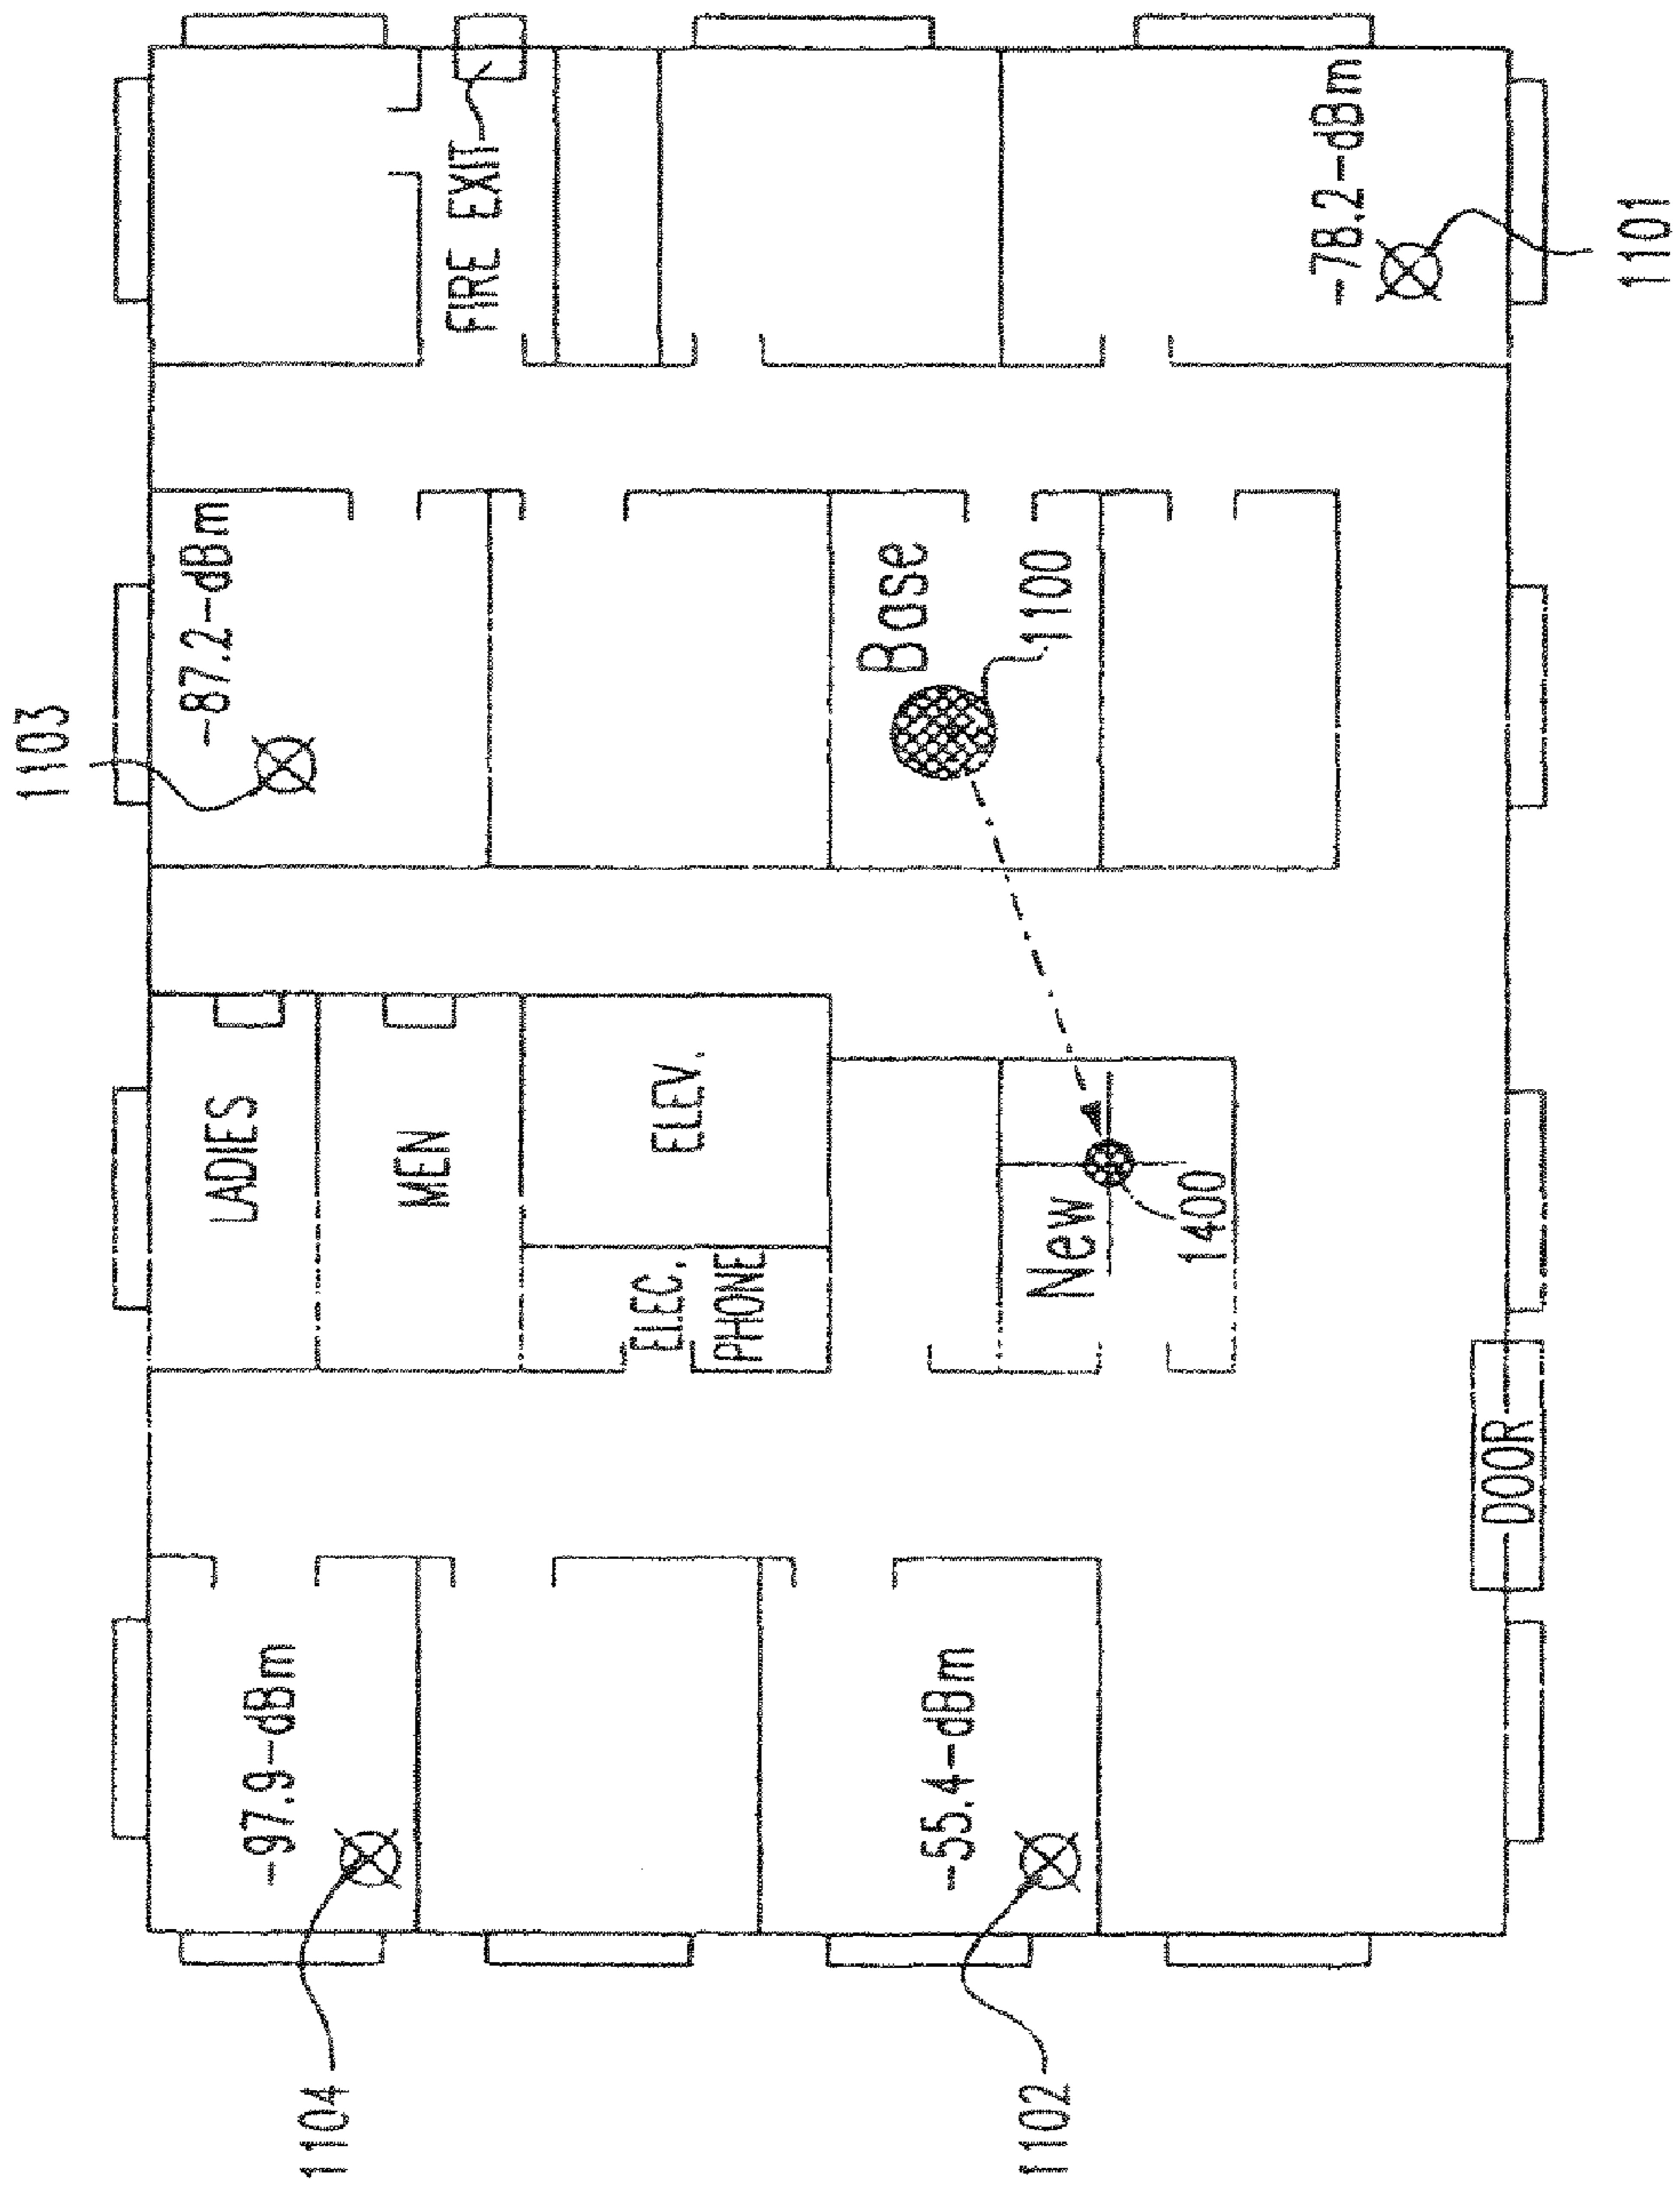 1103
-87.2-dBm
LADIES
-97.9-dBm
1104
MEN
FIRE EXIT
ELEC.
PHONE
ELEV.
Base
-55.4-dBm
1102
New
1100
1400
-78.2-dBm
DOOR
1101